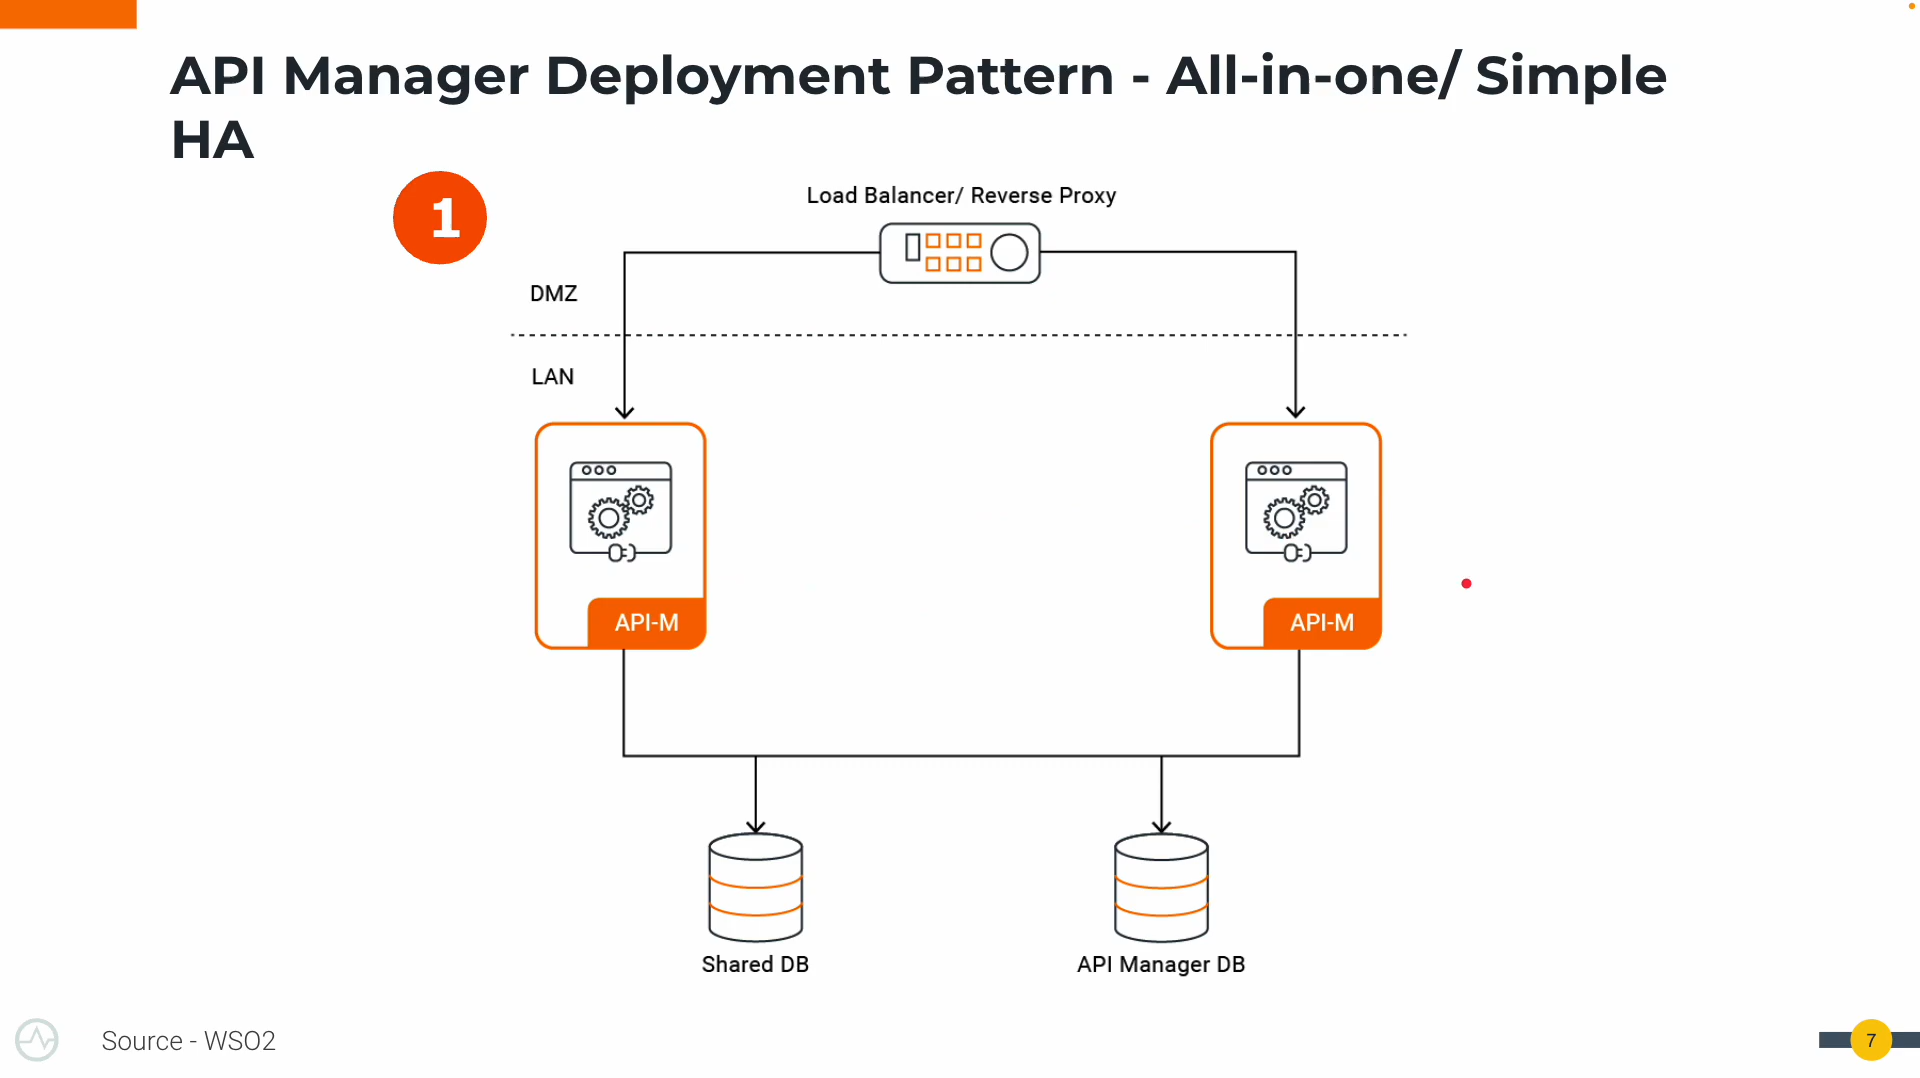 API Manager Deployment Pattern - All-in-one/ Simple
HA
1
Load Balancer/ Reverse Proxy
DMZ
LAN
API-M
API-M
Shared DB
API Manager DB
Source - WSO2
7